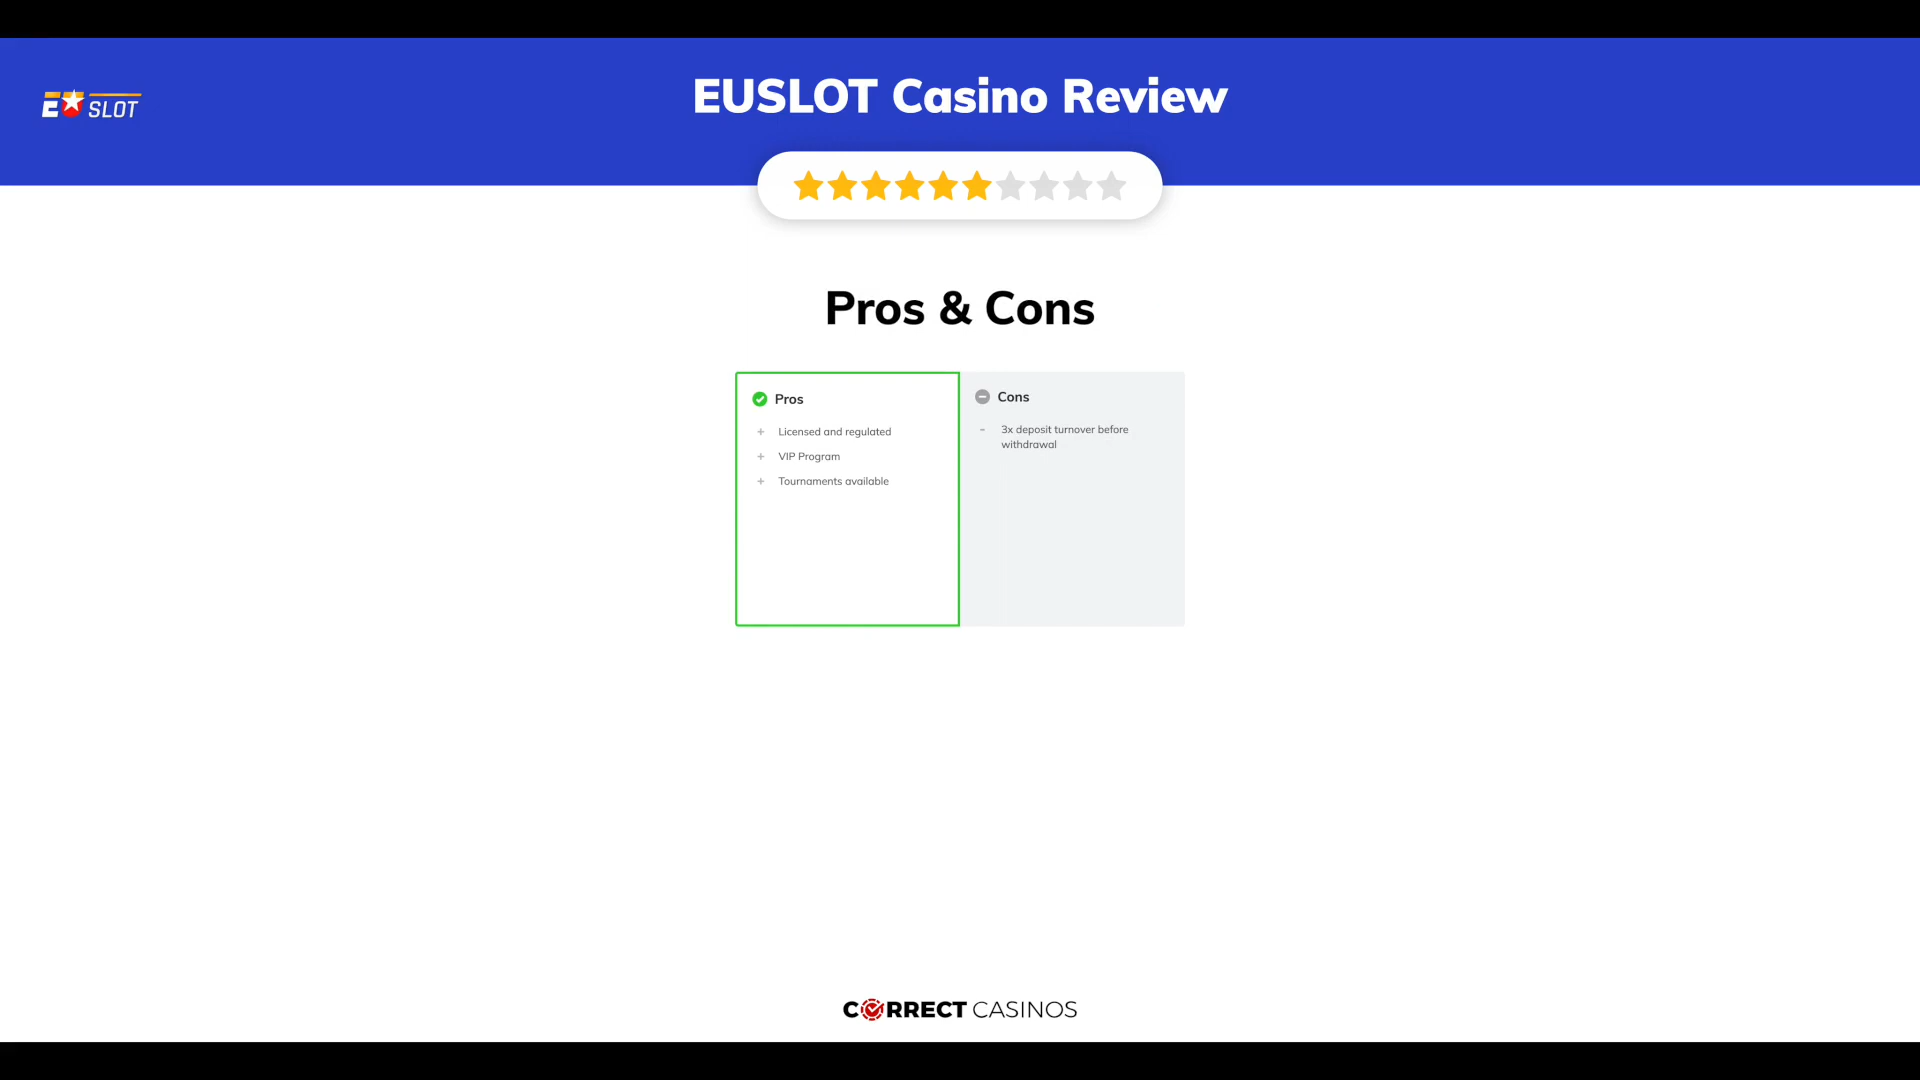 EU SLOT
EUSLOT Casino Review
Pros & Cons
Pros
+ Licensed and regulated
+ VIP Program
+ Tournaments available
Cons
- 3x deposit turnover before
withdrawal
CORRECT CASINOS